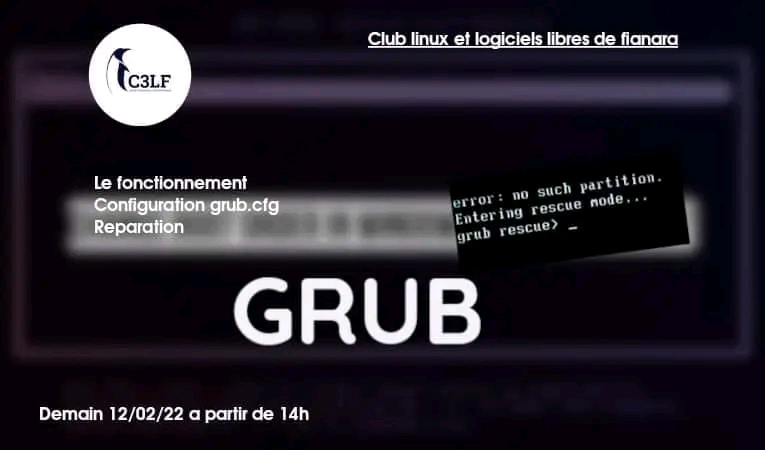 Club linux et logiciels libres de fianara
C3LF
Le fonctionnement
Configuration grub.cfg
Reparation
error: no such partition.
Entering rescue mode...
grub rescue> _
GRUB
Demain 12/02/22 a partir de 14h